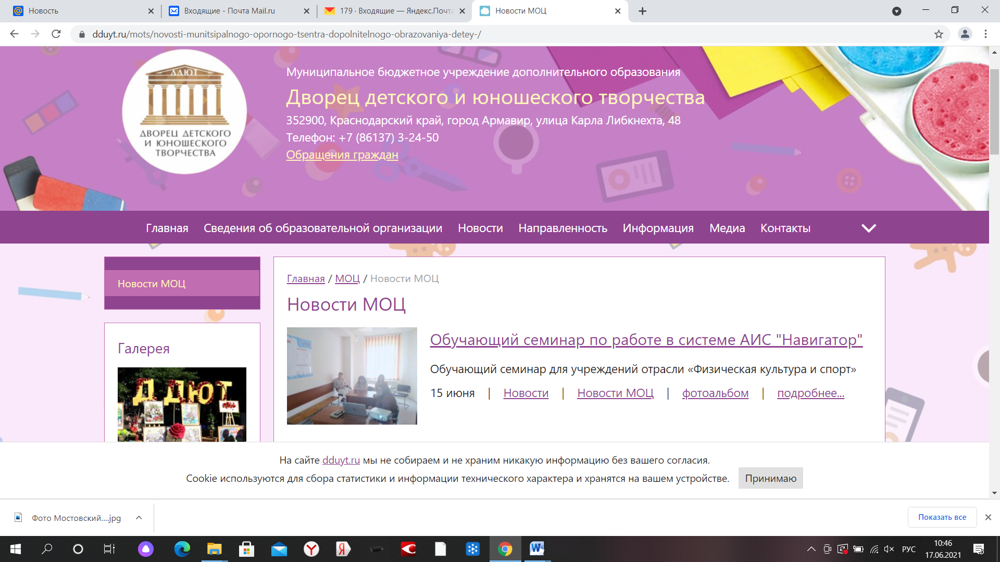 Новость
Входящие - Почта Mail.ru
179 · Входящие — Яндекс.Почта
Новости МОЦ
dduyt.ru/mots/novosti-munitsipalnogo-opornogo-tsentra-dopolnitelnogo-obrazovaniya-detey-/
ДДЮТ
ДВОРЕЦ ДЕТСКОГО
И ЮНОШЕСКОГО
ТВОРЧЕСТВА
Муниципальное бюджетное учреждение дополнительного образования
Дворец детского и юношеского творчества
352900, Краснодарский край, город Армавир, улица Карла Либкнехта, 48
Телефон: +7 (86137) 3-24-50
Обращения граждан
Главная Сведения об образовательной организации Новости Направленность Информация Медиа Контакты
Новости МОЦ
Галерея
ДДЮТ
Главная / МОЦ / Новости МОЦ
Новости МОЦ
Обучающий семинар по работе в системе АИС "Навигатор"
Обучающий семинар для учреждений отрасли «Физическая культура и спорт»
15 июня | Новости | Новости МОЦ | фотоальбом | подробнее...
На сайте dduyt.ru мы не собираем и не храним никакую информацию без вашего согласия.
Cookie используются для сбора статистики и информации технического характера и хранятся на вашем устройстве. Принимаю
Фото Мостовский....jpg
Показать все
РУС
10:46
17.06.2021